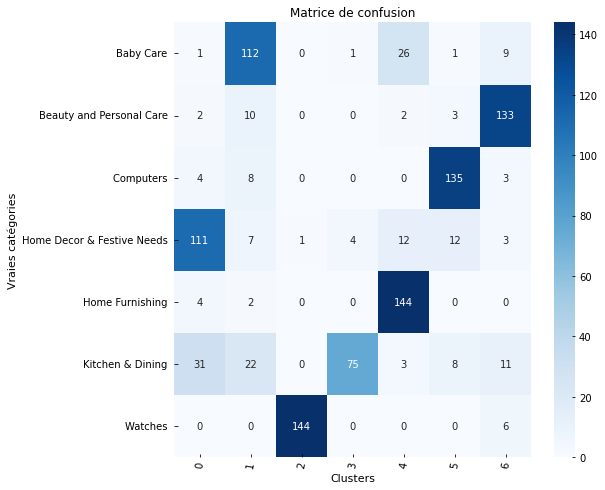 Matrice de confusion
Vraies catégories
Baby Care 1 112 0 1 26 1 9
Beauty and Personal Care 2 10 0 0 2 3 133
Computers 4 8 0 0 0 135 3
Home Decor & Festive Needs 111 7 1 4 12 12 3
Home Furnishing 4 2 0 0 144 0 0
Kitchen & Dining 31 22 0 75 3 8 11
Watches 0 0 144 0 0 0 6
0 1 2 3 4 5 6
Clusters
140
120
100
80
60
40
20
0